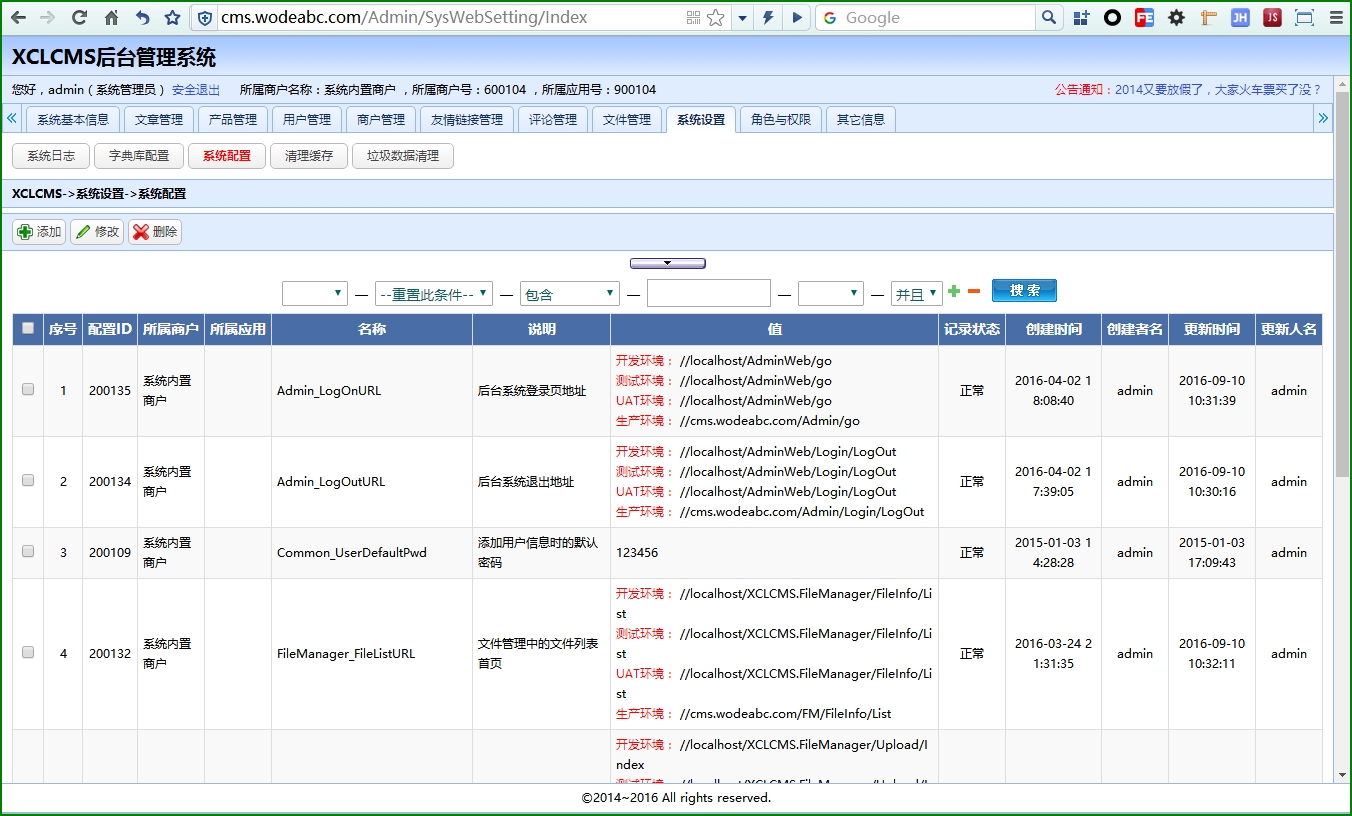 cms.wodeabc.com/Admin/SysWebSetting/Index
Google
XCLCMS后台管理系统
您好，admin（系统管理员） 安全退出 所属商户名称：系统内置商户 ，所属商户号：600104 ，所属应用号：900104
公告通知：2014又要放假了，大家火车票买了没？
系统基本信息 文章管理 产品管理 用户管理 商户管理 友情链接管理 评论管理 文件管理 系统设置 角色与权限 其它信息
系统日志 字典库配置 系统配置 清理缓存 垃圾数据清理
XCLCMS->系统设置->系统配置
添加 修改 删除
— --重置此条件-- — 包含 — — — 并且 搜 索
序号 配置ID 所属商户 所属应用 名称 说明 值 记录状态 创建时间 创建者名 更新时间 更新人名
1 200135 系统内置
商户
Admin_LogOnURL 后台系统登录页地址
开发环境： //localhost/AdminWeb/go
测试环境： //localhost/AdminWeb/go
UAT环境： //localhost/AdminWeb/go
生产环境： //cms.wodeabc.com/Admin/go
正常 2016-04-02 1
8:08:40
admin 2016-09-10
10:31:39
admin
2 200134 系统内置
商户
Admin_LogOutURL 后台系统退出地址
开发环境： //localhost/AdminWeb/Login/LogOut
测试环境： //localhost/AdminWeb/Login/LogOut
UAT环境： //localhost/AdminWeb/Login/LogOut
生产环境： //cms.wodeabc.com/Admin/Login/LogOut
正常 2016-04-02 1
7:39:05
admin 2016-09-10
10:30:16
admin
3 200109 系统内置
商户
Common_UserDefaultPwd 添加用户信息时的默认
密码
123456
正常 2015-01-03 1
4:28:28
admin 2015-01-03
17:09:43
admin
4 200132 系统内置
商户
FileManager_FileListURL 文件管理中的文件列表
首页
开发环境： //localhost/XCLCMS.FileManager/FileInfo/Li
st
测试环境： //localhost/XCLCMS.FileManager/FileInfo/Li
st
UAT环境： //localhost/XCLCMS.FileManager/FileInfo/Li
st
生产环境： //cms.wodeabc.com/FM/FileInfo/List
正常 2016-03-24 2
1:31:35
admin 2016-09-10
10:32:11
admin
开发环境： //localhost/XCLCMS.FileManager/Upload/I
ndex
©2014~2016 All rights reserved.